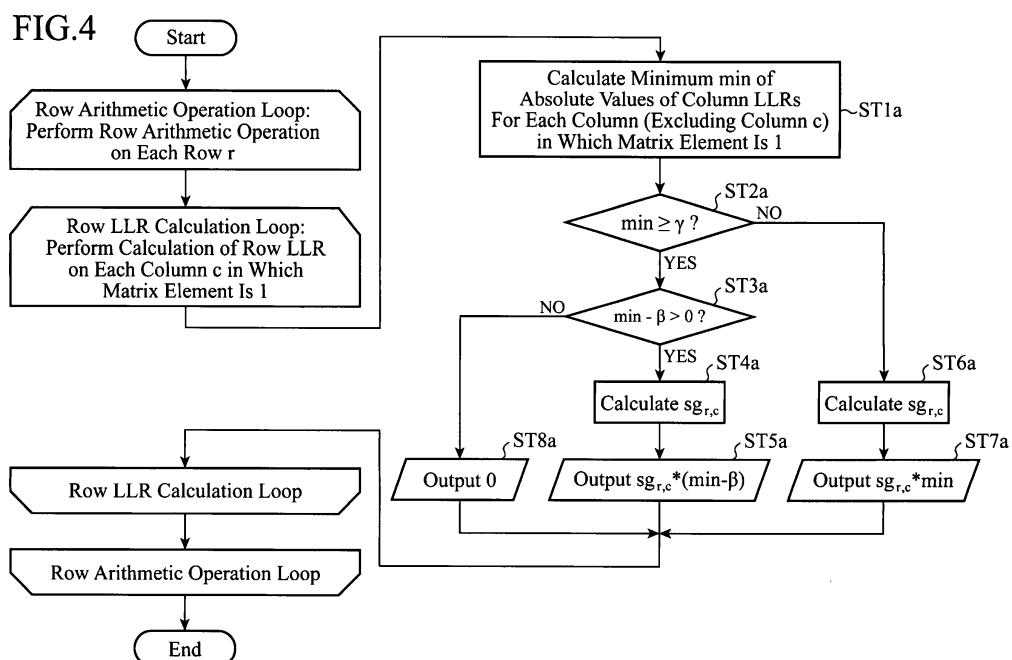 FIG.4
Start
Row Arithmetic Operation Loop:
Perform Row Arithmetic Operation
on Each Row r
Row LLR Calculation Loop:
Perform Calculation of Row LLR
on Each Column c in Which
Matrix Element Is 1
Calculate Minimum min of
Absolute Values of Column LLRs
For Each Column (Excluding Column c)
in Which Matrix Element Is 1
ST1a
ST2a
min ≥ γ ?
NO
YES
ST3a
NO
min - β > 0 ?
YES
ST4a
Calculate sg_r,c
ST6a
Calculate sg_r,c
ST8a
Output 0
ST5a
Output sg_r,c*(min-β)
ST7a
Output sg_r,c*min
Row LLR Calculation Loop
Row Arithmetic Operation Loop
End